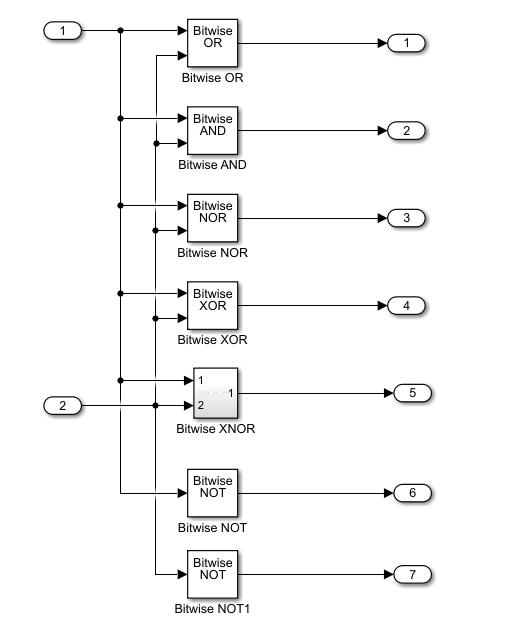 1
Bitwise
OR
1
Bitwise OR
Bitwise
AND
2
Bitwise AND
Bitwise
NOR
3
Bitwise NOR
Bitwise
XOR
4
Bitwise XOR
1
1
5
2
2
Bitwise XNOR
Bitwise
NOT
6
Bitwise NOT
Bitwise
NOT
7
Bitwise NOT1